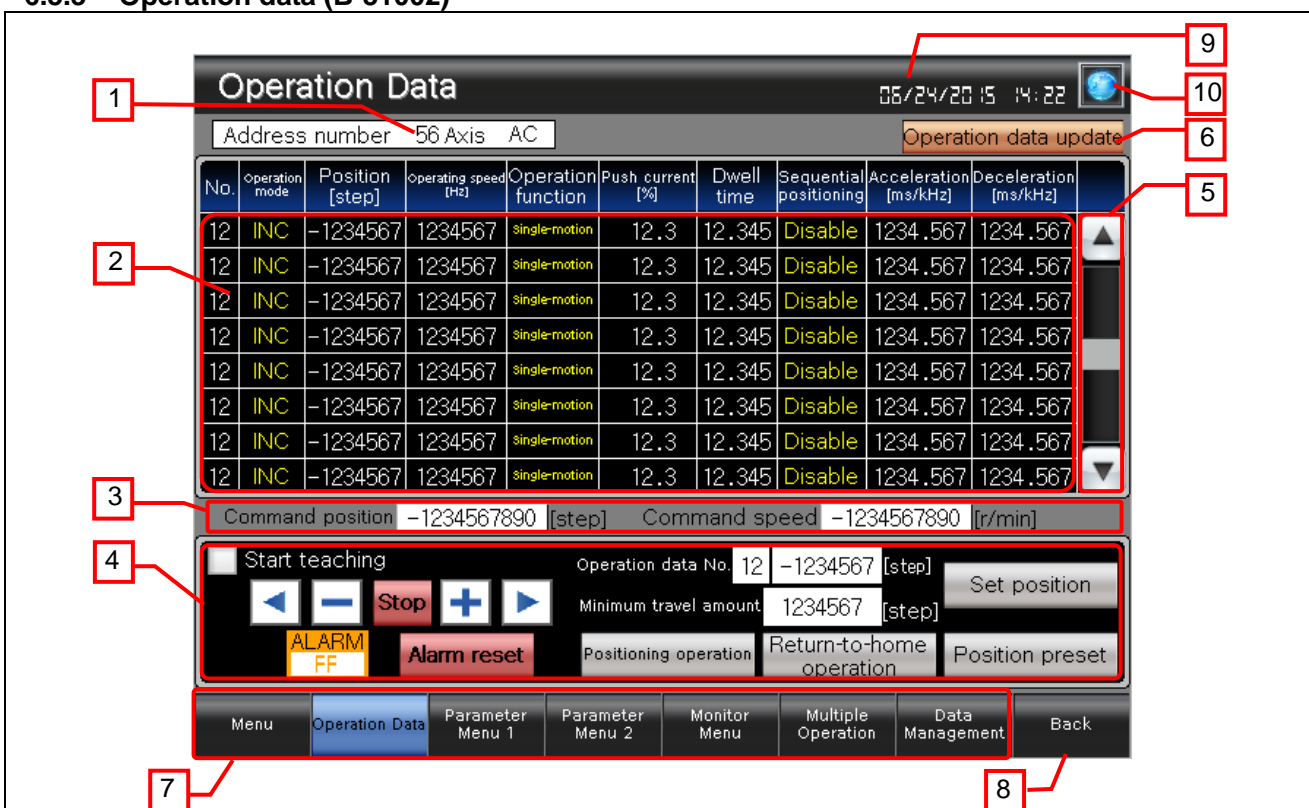 Operation data (B-31002)
9
Operation Data
06/24/2015 14:22
1
10
Address number 56 Axis AC
Operation data update
6
No. Operation mode Position [step] Operating speed [Hz] Operation function Push current [%] Dwell time Sequential positioning Acceleration [ms/kHz] Deceleration [ms/kHz]
5
12 INC -1234567 1234567 Single-motion 12.3 12.345 Disable 1234.567 1234.567
2
12 INC -1234567 1234567 Single-motion 12.3 12.345 Disable 1234.567 1234.567
12 INC -1234567 1234567 Single-motion 12.3 12.345 Disable 1234.567 1234.567
12 INC -1234567 1234567 Single-motion 12.3 12.345 Disable 1234.567 1234.567
12 INC -1234567 1234567 Single-motion 12.3 12.345 Disable 1234.567 1234.567
12 INC -1234567 1234567 Single-motion 12.3 12.345 Disable 1234.567 1234.567
12 INC -1234567 1234567 Single-motion 12.3 12.345 Disable 1234.567 1234.567
12 INC -1234567 1234567 Single-motion 12.3 12.345 Disable 1234.567 1234.567
3
Command position -1234567890 [step] Command speed -1234567890 [r/min]
4
Start teaching
Operation data No. 12 -1234567 [step]
Set position
Stop
Minimum travel amount 1234567 [step]
ALARM
FF
Alarm reset
Positioning operation
Return-to-home
operation
Position preset
Menu
Operation Data
Parameter
Menu 1
Parameter
Menu 2
Monitor
Menu
Multiple
Operation
Data
Management
Back
7
8